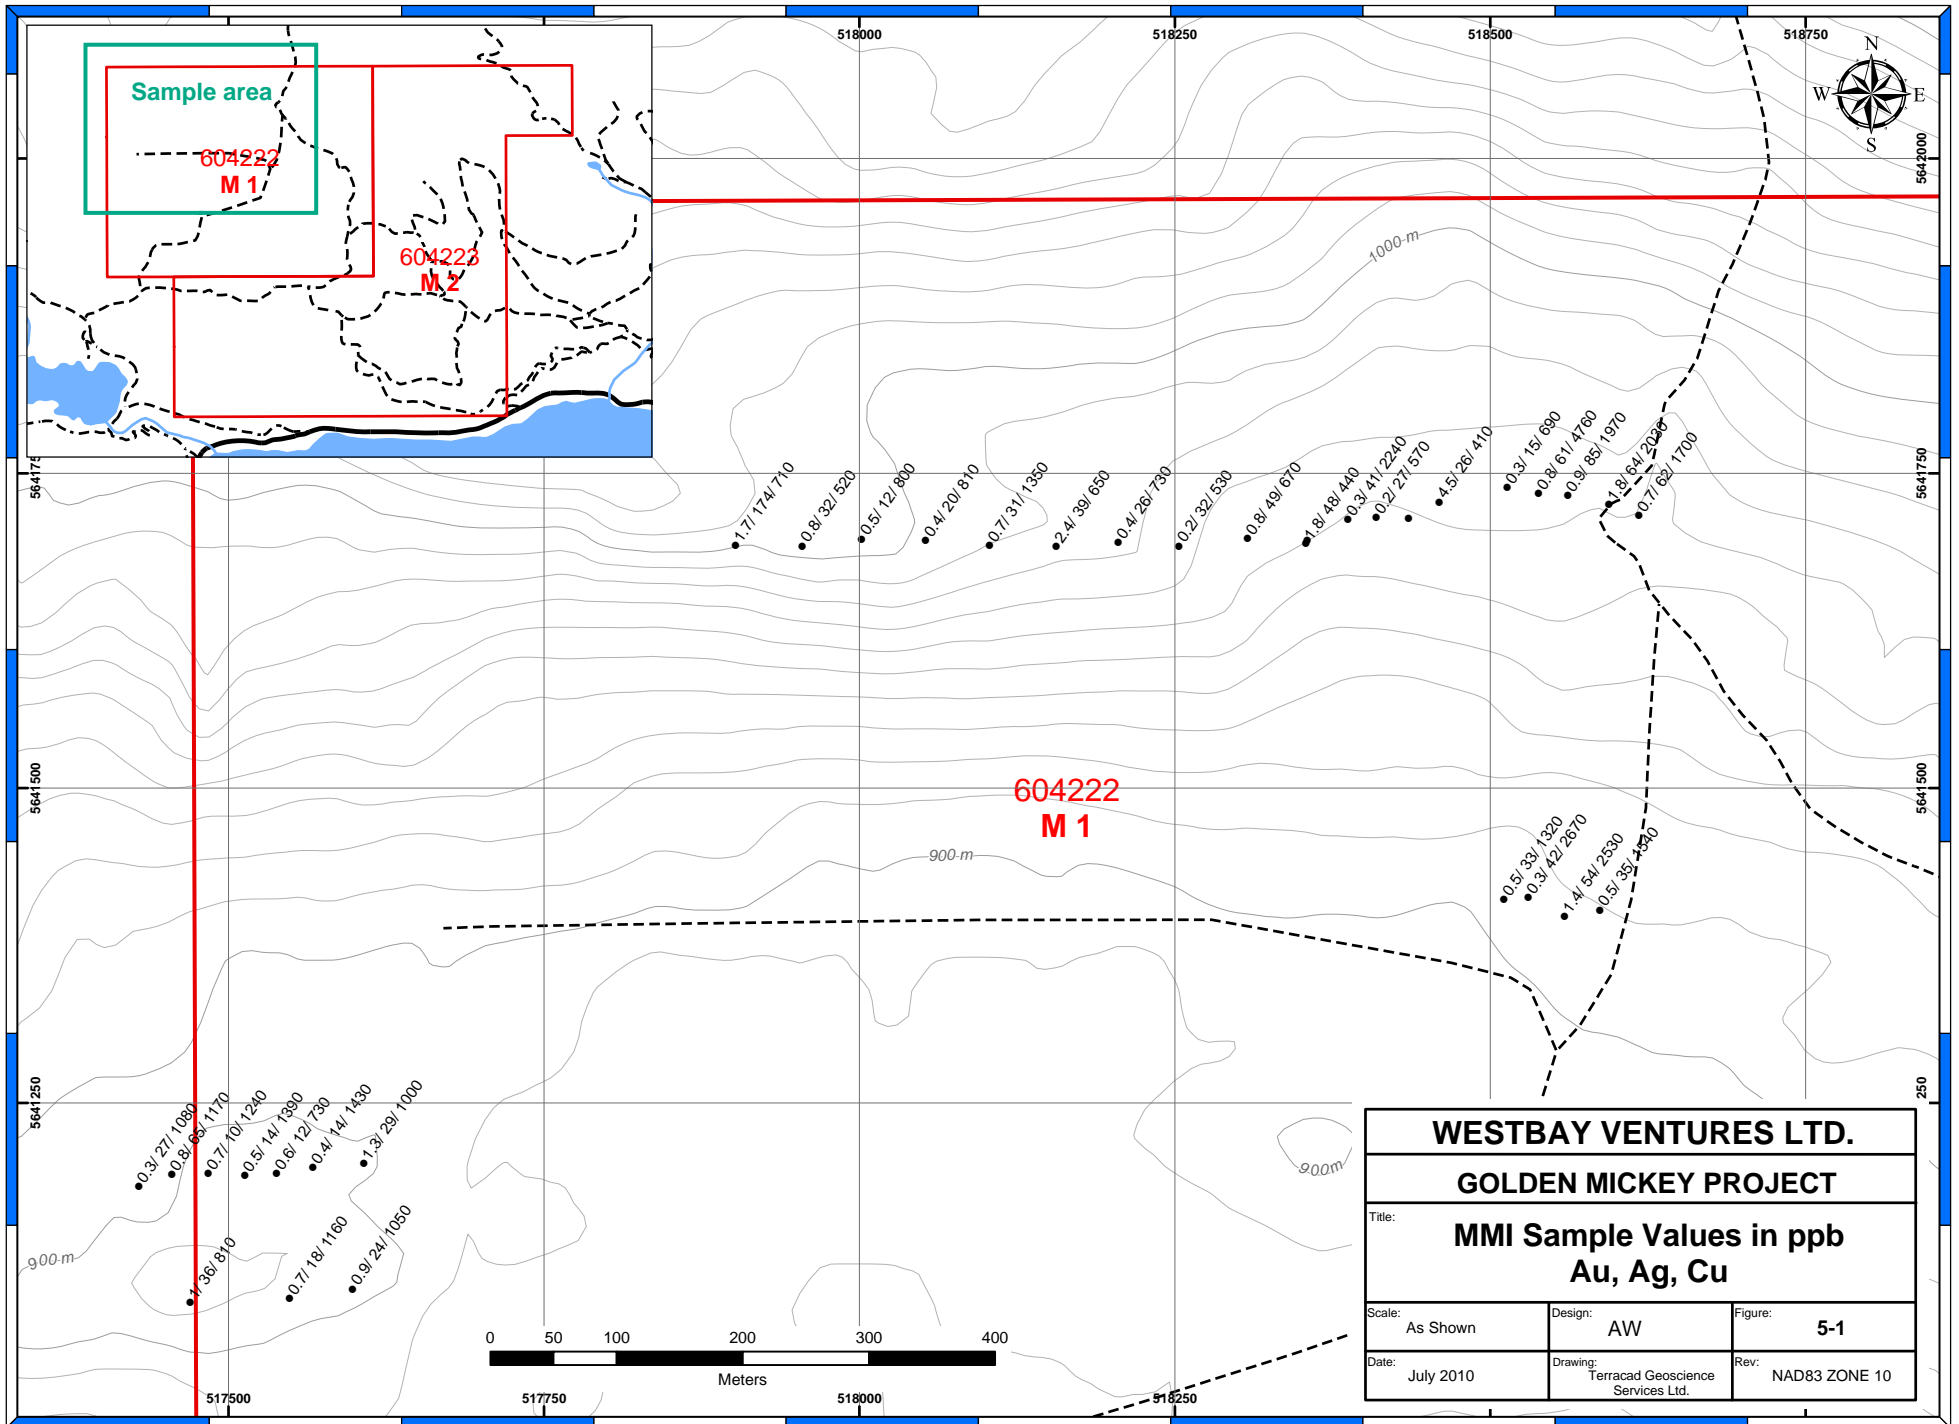 518000
518250
518500
518750
N
W
E
S
Sample area
604222
M 1
604223
M 2
5642000
1000 m
564175
5641750
1.7/ 174/ 710
0.8/ 32/ 520
0.5/ 12/ 800
0.4/ 20/ 810
0.7/ 31/ 1350
2.4/ 39/ 650
0.4/ 26/ 730
0.2/ 32/ 530
0.8/ 49/ 670
1.8/ 48/ 440
0.3/ 41/ 2240
0.2/ 27/ 570
4.5/ 26/ 410
0.3/ 15/ 690
0.8/ 61/ 4760
0.9/ 85/ 1970
1.8/ 64/ 2030
0.7/ 62/ 1700
5641500
5641500
604222
M 1
900 m
0.5/ 33/ 1320
0.3/ 42/ 2670
1.4/ 54/ 2530
0.5/ 35/ 1540
5641250
250
0.3/ 27/ 1080
0.8/ 65/ 1170
0.7/ 10/ 1240
0.5/ 14/ 1390
0.6/ 12/ 730
0.4/ 14/ 1430
1.3/ 29/ 1000
900 m
900m
1/ 36/ 810
0.7/ 18/ 1160
0.9/ 24/ 1050
0 50 100 200 300 400
Meters
517500
517750
518000
518250
WESTBAY VENTURES LTD.
GOLDEN MICKEY PROJECT
Title:
MMI Sample Values in ppb
Au, Ag, Cu
Scale:
As Shown
Design:
AW
Figure:
5-1
Date:
July 2010
Drawing:
Terracad Geoscience
Services Ltd.
Rev:
NAD83 ZONE 10